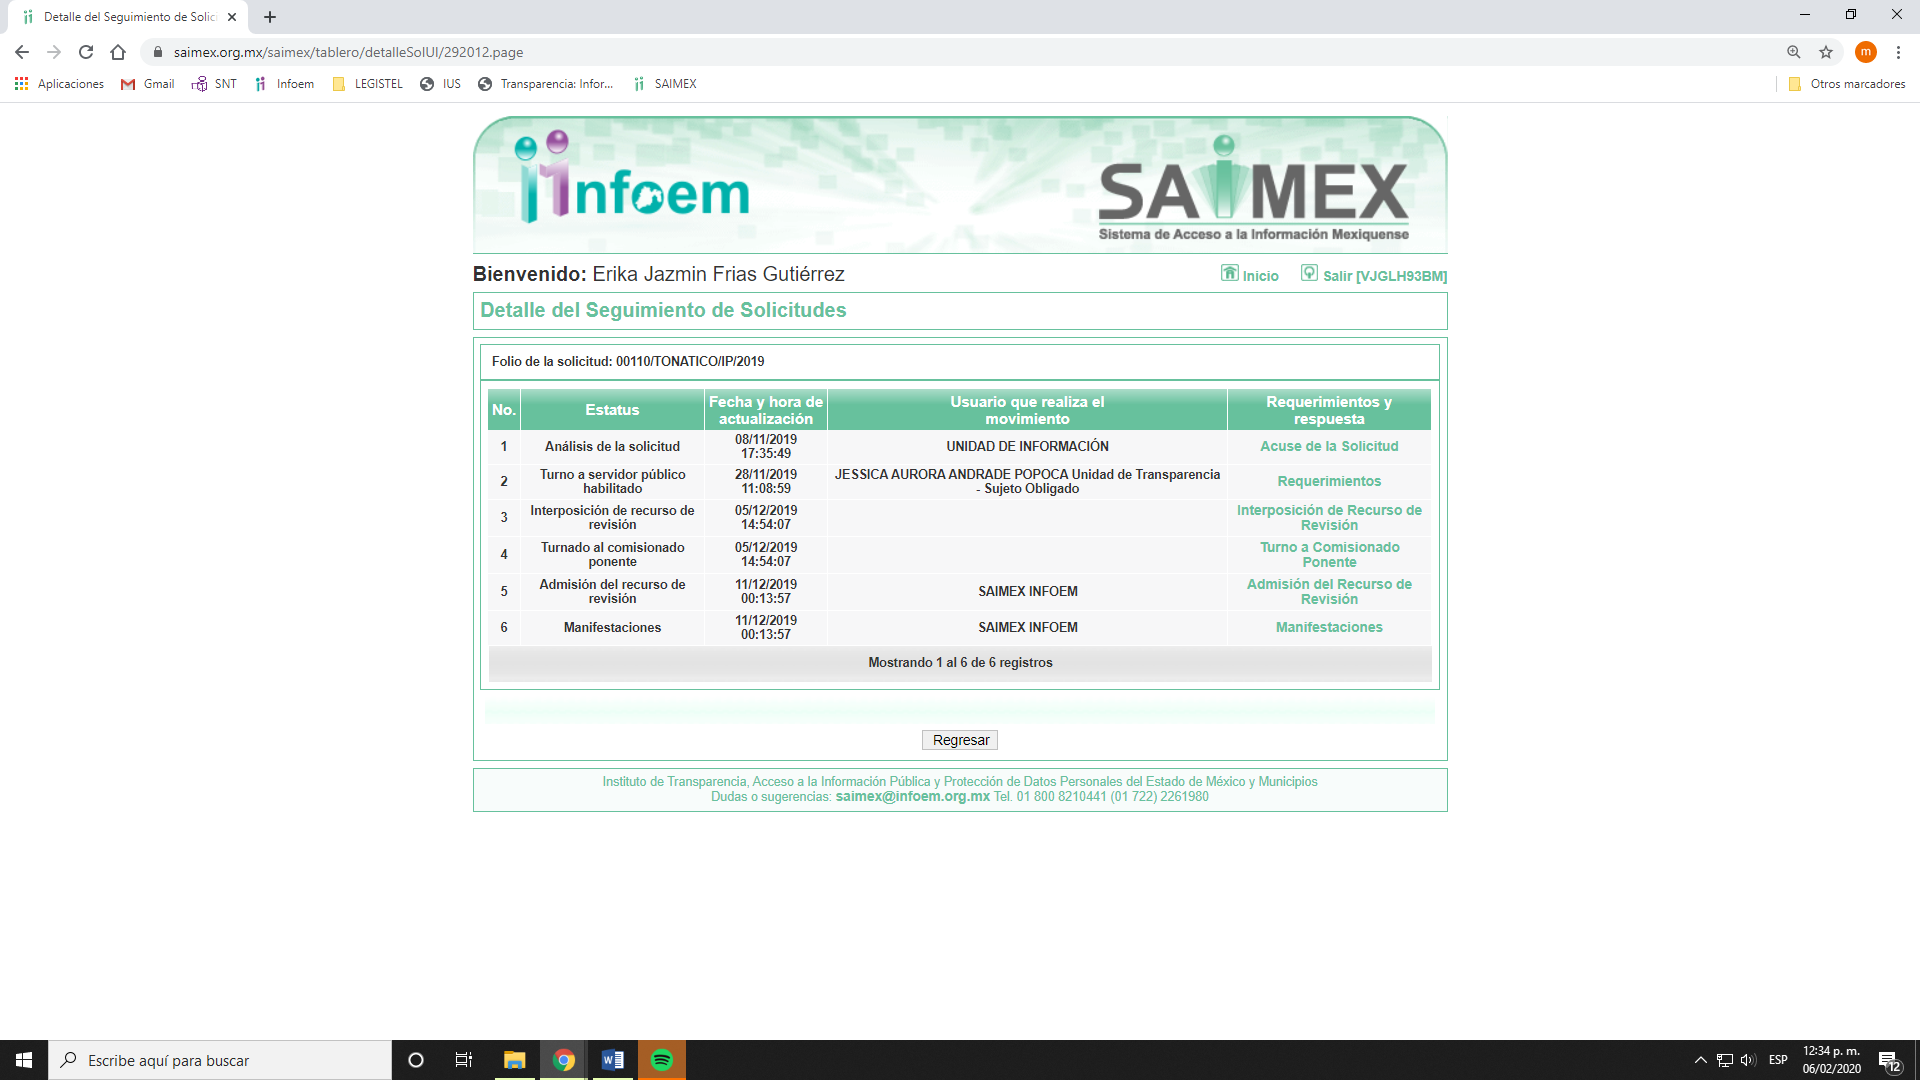 Detalle del Seguimiento de Solic
saimex.org.mx/saimex/tablero/detalleSolUI/292012.page
m
Aplicaciones Gmail SNT Infoem LEGISTEL IUS Transparencia: Infor... SAIMEX Otros marcadores
infoem
SAIMEX
Sistema de Acceso a la Información Mexiquense
Bienvenido: Erika Jazmin Frias Gutiérrez Inicio Salir [VJGLH93BM]
Detalle del Seguimiento de Solicitudes
Folio de la solicitud: 00110/TONATICO/IP/2019
No. Estatus Fecha y hora de actualización Usuario que realiza el movimiento Requerimientos y respuesta
1 Análisis de la solicitud 08/11/2019 17:35:49 UNIDAD DE INFORMACIÓN Acuse de la Solicitud
2 Turno a servidor público habilitado 28/11/2019 11:08:59 JESSICA AURORA ANDRADE POPOCA Unidad de Transparencia - Sujeto Obligado Requerimientos
3 Interposición de recurso de revisión 05/12/2019 14:54:07 Interposición de Recurso de Revisión
4 Turnado al comisionado ponente 05/12/2019 14:54:07 Turno a Comisionado Ponente
5 Admisión del recurso de revisión 11/12/2019 00:13:57 SAIMEX INFOEM Admisión del Recurso de Revisión
6 Manifestaciones 11/12/2019 00:13:57 SAIMEX INFOEM Manifestaciones
Mostrando 1 al 6 de 6 registros
Regresar
Instituto de Transparencia, Acceso a la Información Pública y Protección de Datos Personales del Estado de México y Municipios
Dudas o sugerencias: saimex@infoem.org.mx Tel. 01 800 8210441 (01 722) 2261980
Escribe aquí para buscar
ESP
12:34 p. m.
06/02/2020
12